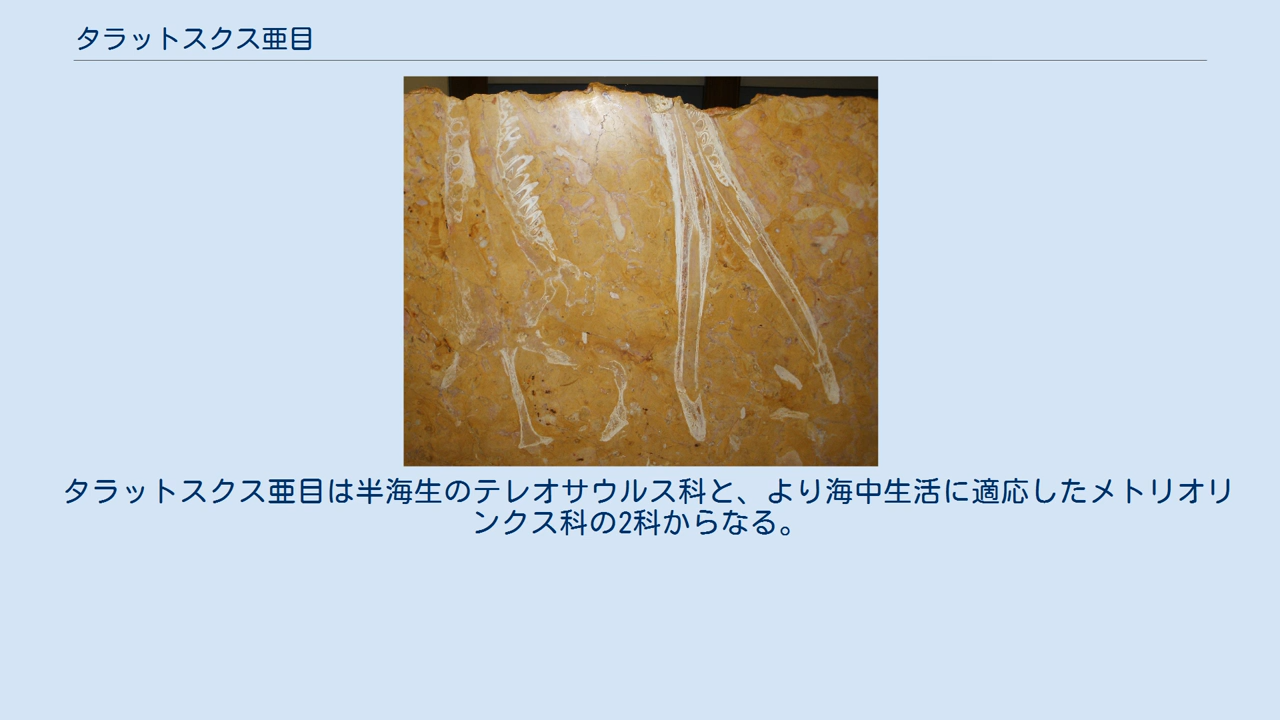 タラットスクス亜目
タラットスクス亜目は半海生のテレオサウルス科と、より海中生活に適応したメトリオリ
ンクス科の2科からなる。